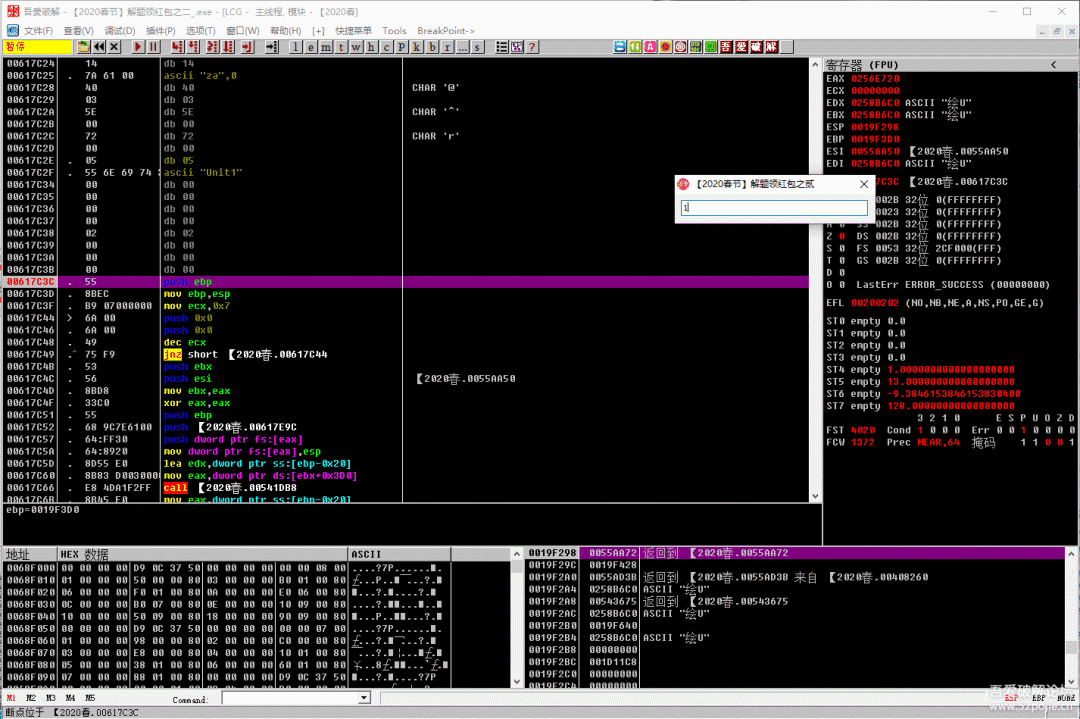 吾爱破解 - 【2020春节】解题领红包之二_.exe - [LCG - 主线程, 模块 - 【2020春]
文件(F) 查看(V) 调试(D) 插件(P) 选项(T) 窗口(W) 帮助(H) [+] 快捷菜单 Tools BreakPoint->
暂停 l e m t w h c p k b r ... s ? 吾 爱 破 解
00617C24 14 db 14
00617C25 . 7A 61 00 ascii "za",0
00617C28 40 db 40 CHAR '@'
00617C29 03 db 03
00617C2A 5E db 5E CHAR '^'
00617C2B 00 db 00
00617C2C 72 db 72 CHAR 'r'
00617C2D 00 db 00
00617C2E . 05 db 05
00617C2F . 55 6E 69 74 ascii "Unit1"
00617C34 00 db 00
00617C35 00 db 00
00617C36 00 db 00
00617C37 00 db 00
00617C38 02 db 02
00617C39 00 db 00
00617C3A 00 db 00
00617C3B 00 db 00
00617C3C . 55 push ebp
00617C3D . 8BEC mov ebp,esp
00617C3F . B9 07000000 mov ecx,0x7
00617C44 > 6A 00 push 0x0
00617C46 . 6A 00 push 0x0
00617C48 . 49 dec ecx
00617C49 .^ 75 F9 jnz short 【2020春.00617C44
00617C4B . 53 push ebx
00617C4C . 56 push esi 【2020春.0055AA50
00617C4D . 8BD8 mov ebx,eax
00617C4F . 33C0 xor eax,eax
00617C51 . 55 push ebp
00617C52 . 68 9C7E6100 push 【2020春.00617E9C
00617C57 . 64:FF30 push dword ptr fs:[eax]
00617C5A . 64:8920 mov dword ptr fs:[eax],esp
00617C5D . 8D55 E0 lea edx,dword ptr ss:[ebp-0x20]
00617C60 . 8B83 D0030000 mov eax,dword ptr ds:[ebx+0x3D0]
00617C66 . E8 4DA1F2FF call 【2020春.00541DB8
00617C6B . 8B45 E0 mov eax,dword ptr ss:[ebp-0x20]
ebp=0019F3D0
寄存器 (FPU) <
EAX 0256E720
ECX 00000000
EDX 0258B6C0 ASCII "绘U"
EBX 0258B6C0 ASCII "绘U"
ESP 0019F298
EBP 0019F3D0
ESI 0055AA50 【2020春.0055AA50
EDI 0258B6C0 ASCII "绘U"
7C3C 【2020春.00617C3C
002B 32位 0(FFFFFFFF)
0023 32位 0(FFFFFFFF)
SS 002B 32位 0(FFFFFFFF)
Z 0 DS 002B 32位 0(FFFFFFFF)
S 0 FS 0053 32位 2CF000(FFF)
T 0 GS 002B 32位 0(FFFFFFFF)
D 0
O 0 LastErr ERROR_SUCCESS (00000000)
EFL 00200202 (NO,NB,NE,A,NS,PO,GE,G)
ST0 empty 0.0
ST1 empty 0.0
ST2 empty 0.0
ST3 empty 0.0
ST4 empty 1.0000000000000000000
ST5 empty 13.000000000000000000
ST6 empty -9.3846153846153830400
ST7 empty 128.00000000000000000
3 2 1 0 E S P U O Z D
FST 4020 Cond 1 0 0 0 Err 0 0 1 0 0 0 0
FCW 1372 Prec NEAR,64 掩码 1 1 0 0 1
【2020春节】解题领红包之贰
1
地址 HEX 数据 ASCII
0068F000 00 00 00 00 D9 0C 37 50 00 00 00 00 00 00 08 00
0068F010 01 00 00 80 50 00 00 80 03 00 00 80 B0 01 00 80
0068F020 06 00 00 80 F0 01 00 80 0A 00 00 80 E0 06 00 80
0068F030 0C 00 00 80 B0 07 00 80 0E 00 00 80 10 09 00 80
0068F040 10 00 00 80 50 09 00 80 18 00 00 80 90 09 00 80
0068F050 00 00 00 00 D9 0C 37 50 00 00 00 00 00 00 07 00
0068F060 01 00 00 80 98 00 00 80 02 00 00 80 C0 00 00 80
0068F070 03 00 00 80 E8 00 00 80 04 00 00 80 10 01 00 80
0068F080 05 00 00 80 38 01 00 80 06 00 00 80 60 01 00 80
0068F090 07 00 00 80 88 01 00 80 00 00 00 00 D9 0C 37 50
0019F298 0055AA72 返回到 【2020春.0055AA72
0019F29C 0019F428
0019F2A0 0055AD3B 返回到 【2020春.0055AD3B 来自 【2020春.00408260
0019F2A4 0258B6C0 ASCII "绘U"
0019F2A8 00543675 返回到 【2020春.00543675
0019F2AC 0258B6C0 ASCII "绘U"
0019F2B0 0019F640
0019F2B4 0258B6C0 ASCII "绘U"
0019F2B8 00000000
0019F2BC 001D11C8
0019F2C0 00000000
0019F2C4 00000000
M1 M2 M3 M4 M5 Command: ESP EBP NONE
断点位于 【2020春.00617C3C
吾爱破解论坛
www.52pojie.cn